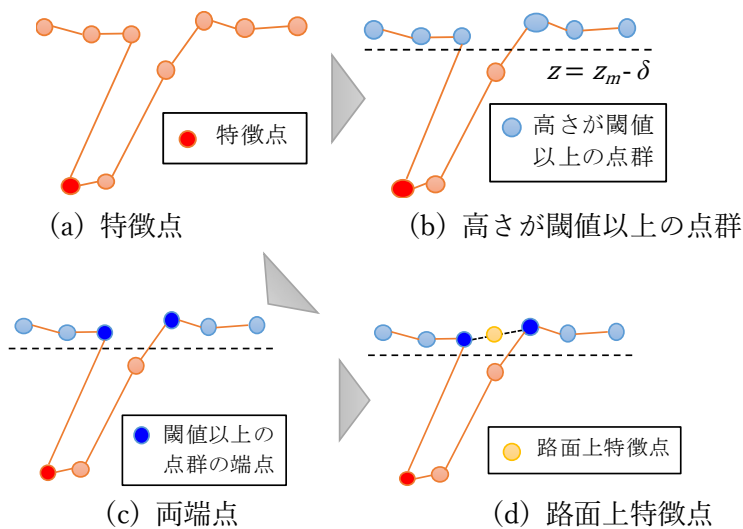 z = zm - δ
特徴点
高さが閾値
以上の点群
(a) 特徴点
(b) 高さが閾値以上の点群
閾値以上の
点群の端点
路面上特徴点
(c) 両端点
(d) 路面上特徴点